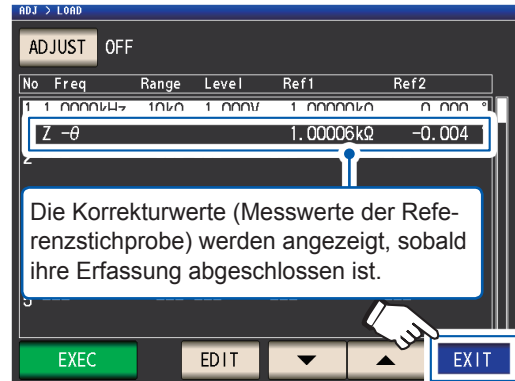 ADJ > LOAD
ADJUST OFF
No Freq Range Level Ref1 Ref2
1 1.0000kHz 10kΩ 1.000V 1.00000kΩ 0.000 °
Z -θ 1.00006kΩ -0.004 °
2
Die Korrekturwerte (Messwerte der Refe-
renzstichprobe) werden angezeigt, sobald
ihre Erfassung abgeschlossen ist.
EXEC EDIT ▼ ▲ EXIT